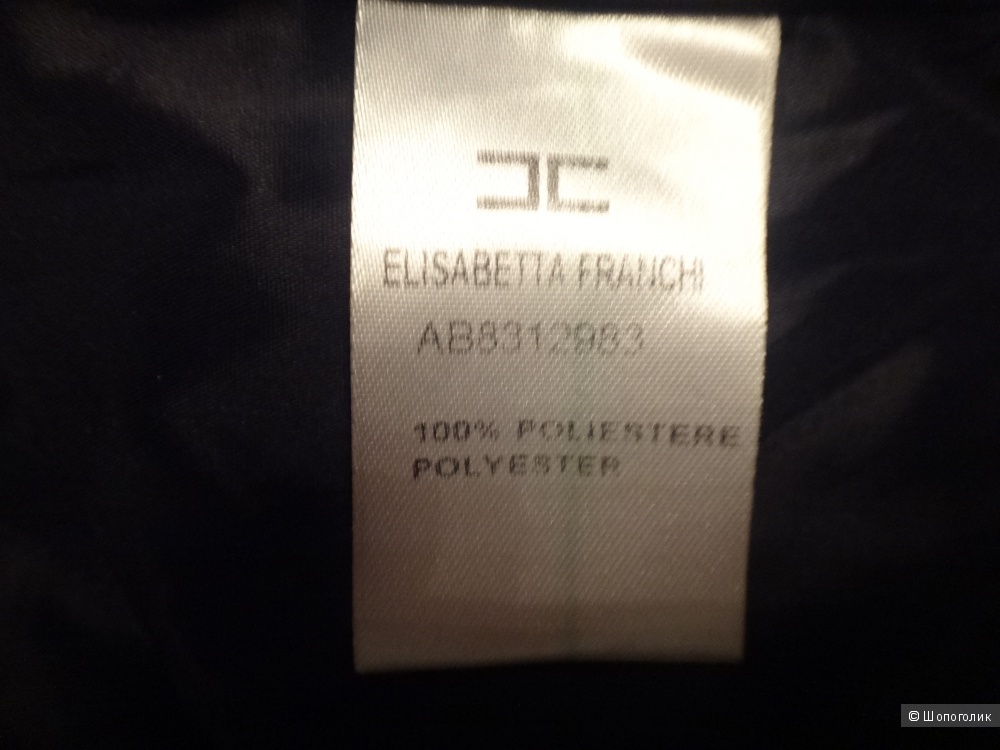 ELISABETTA FRANCHI
AB8312983
100% POLIESTERE
POLYESTER
© Шопоголик